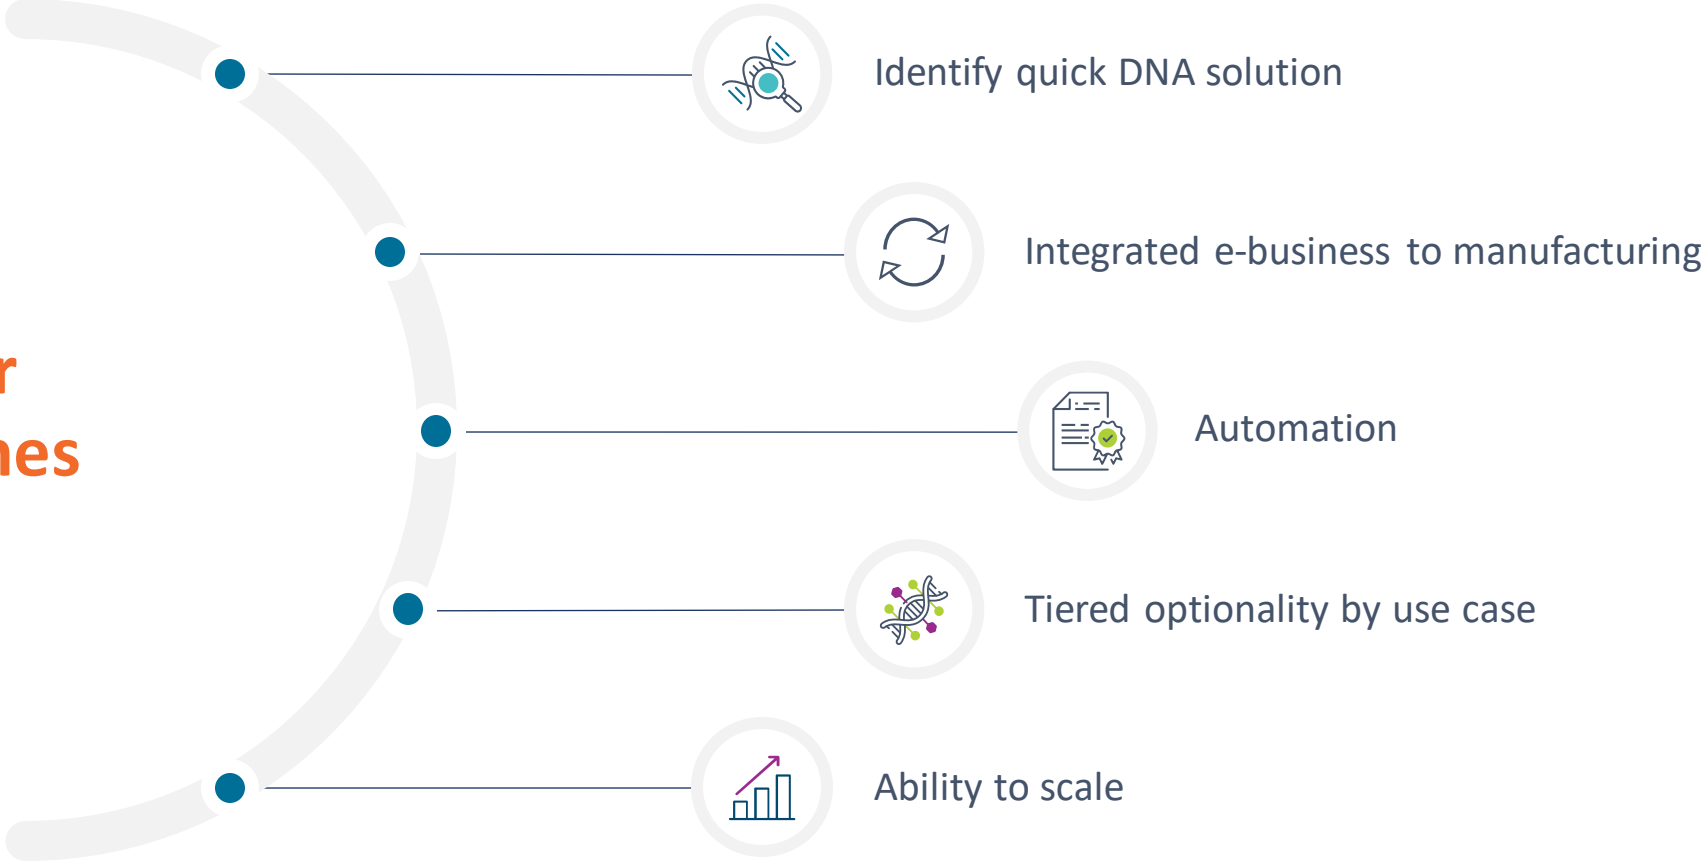 Identify quick DNA solution
Integrated e-business to manufacturing
Automation
Tiered optionality by use case
Ability to scale